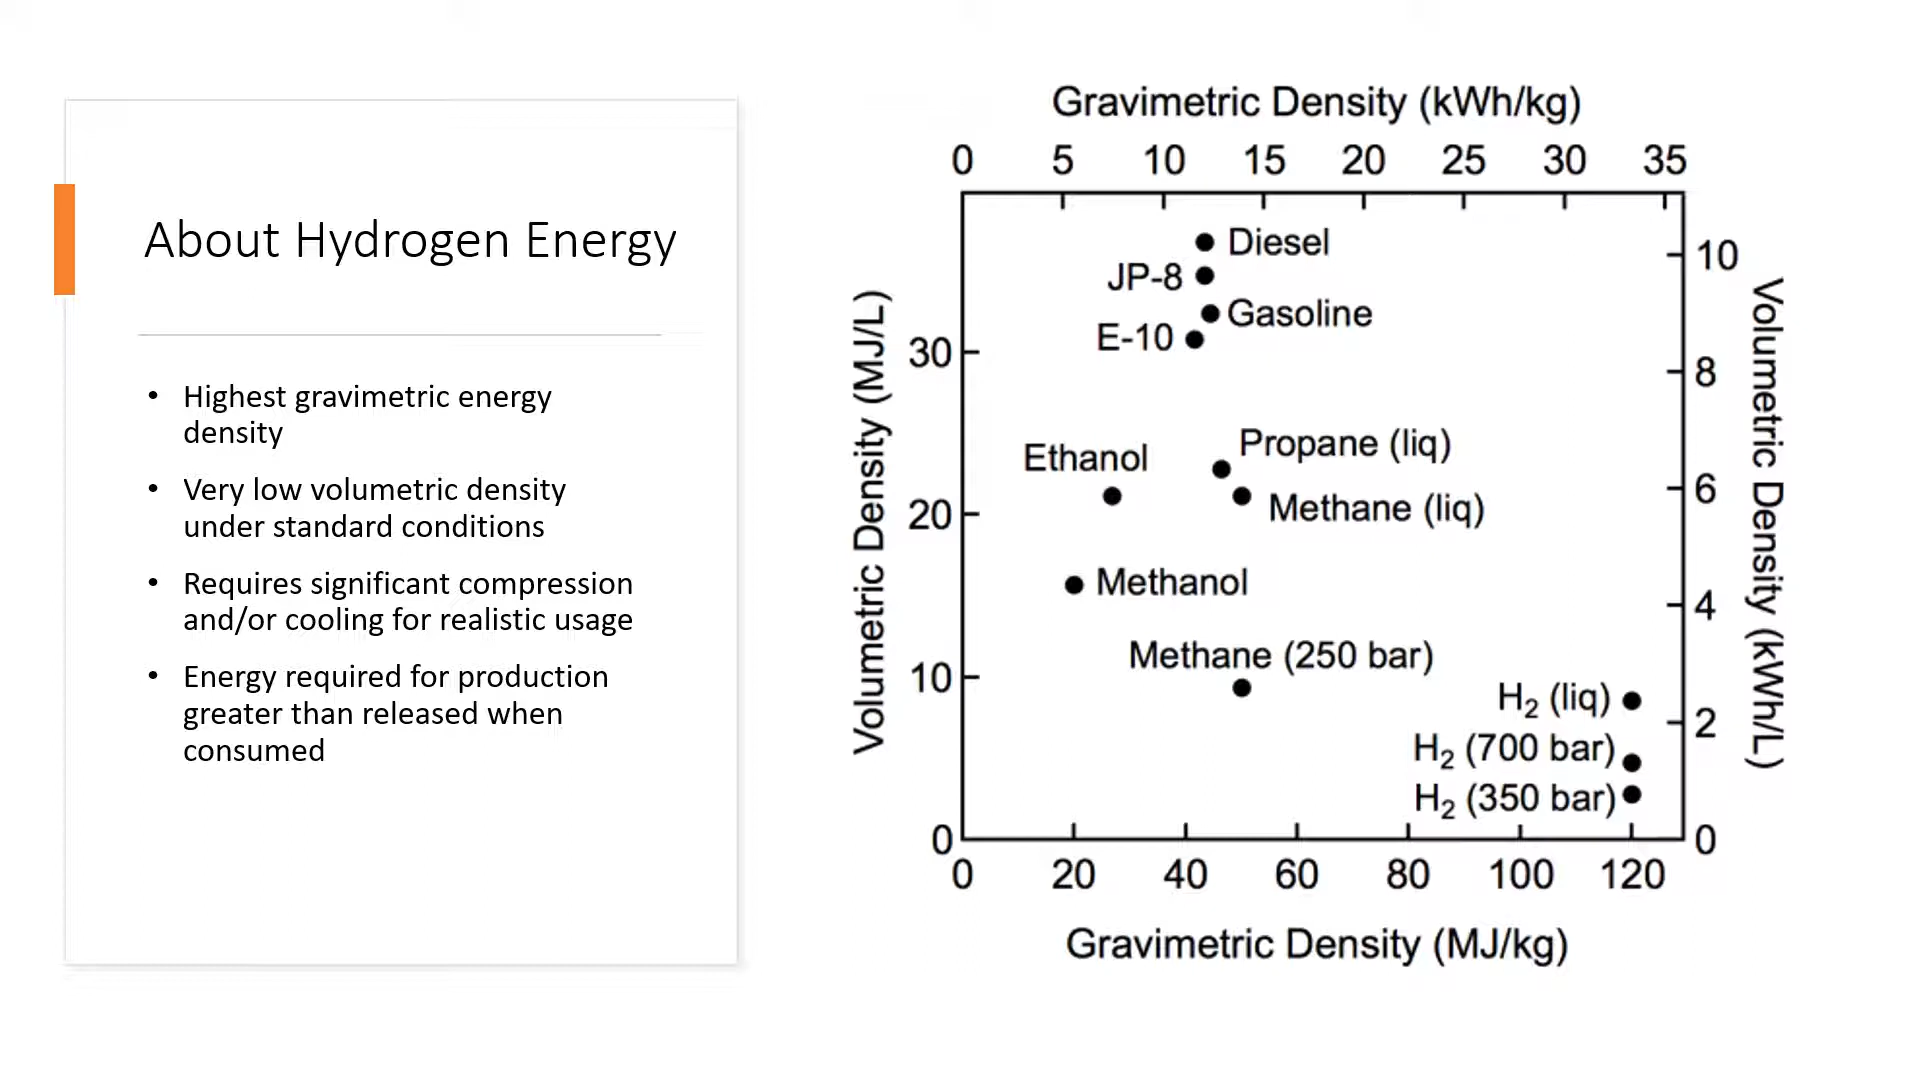 About Hydrogen Energy
• Highest gravimetric energy
density
• Very low volumetric density
under standard conditions
• Requires significant compression
and/or cooling for realistic usage
• Energy required for production
greater than released when
consumed
Gravimetric Density (kWh/kg)
0 5 10 15 20 25 30 35
Volumetric Density (MJ/L)
30
20
10
0
Diesel
JP-8
Gasoline
E-10
Ethanol
Propane (liq)
Methane (liq)
Methanol
Methane (250 bar)
H₂ (liq)
H₂ (700 bar)
H₂ (350 bar)
10
8
6
4
2
0
Volumetric Density (kWh/L)
0 20 40 60 80 100 120
Gravimetric Density (MJ/kg)